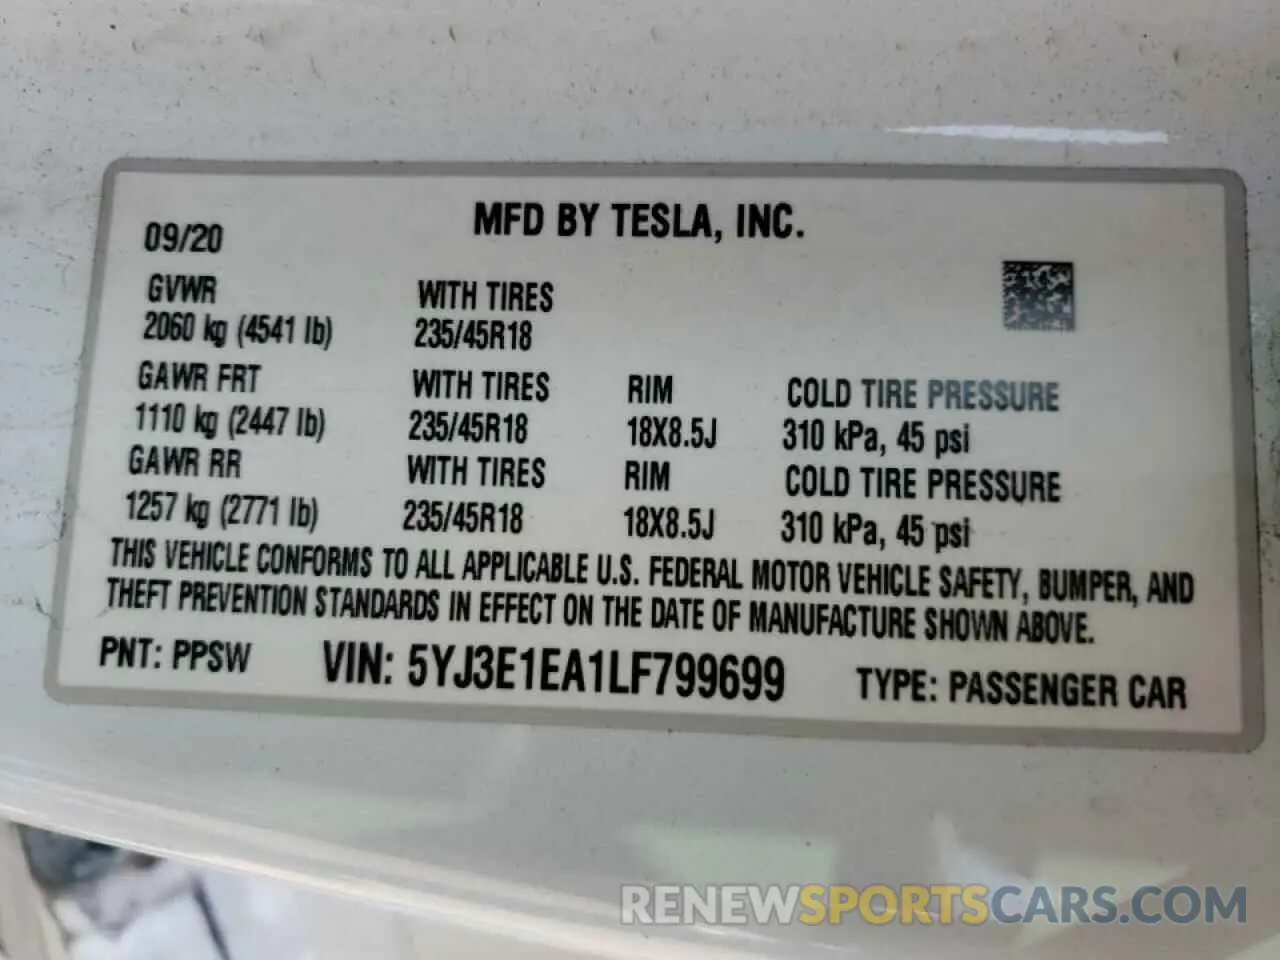 MFD BY TESLA, INC.
09/20
GVWR WITH TIRES
2060 kg (4541 lb) 235/45R18
GAWR FRT WITH TIRES RIM COLD TIRE PRESSURE
1110 kg (2447 lb) 235/45R18 18X8.5J 310 kPa, 45 psi
GAWR RR WITH TIRES RIM COLD TIRE PRESSURE
1257 kg (2771 lb) 235/45R18 18X8.5J 310 kPa, 45 psi
THIS VEHICLE CONFORMS TO ALL APPLICABLE U.S. FEDERAL MOTOR VEHICLE SAFETY, BUMPER, AND
THEFT PREVENTION STANDARDS IN EFFECT ON THE DATE OF MANUFACTURE SHOWN ABOVE.
PNT: PPSW VIN: 5YJ3E1EA1LF799699 TYPE: PASSENGER CAR
RENEWSPORTSCARS.COM